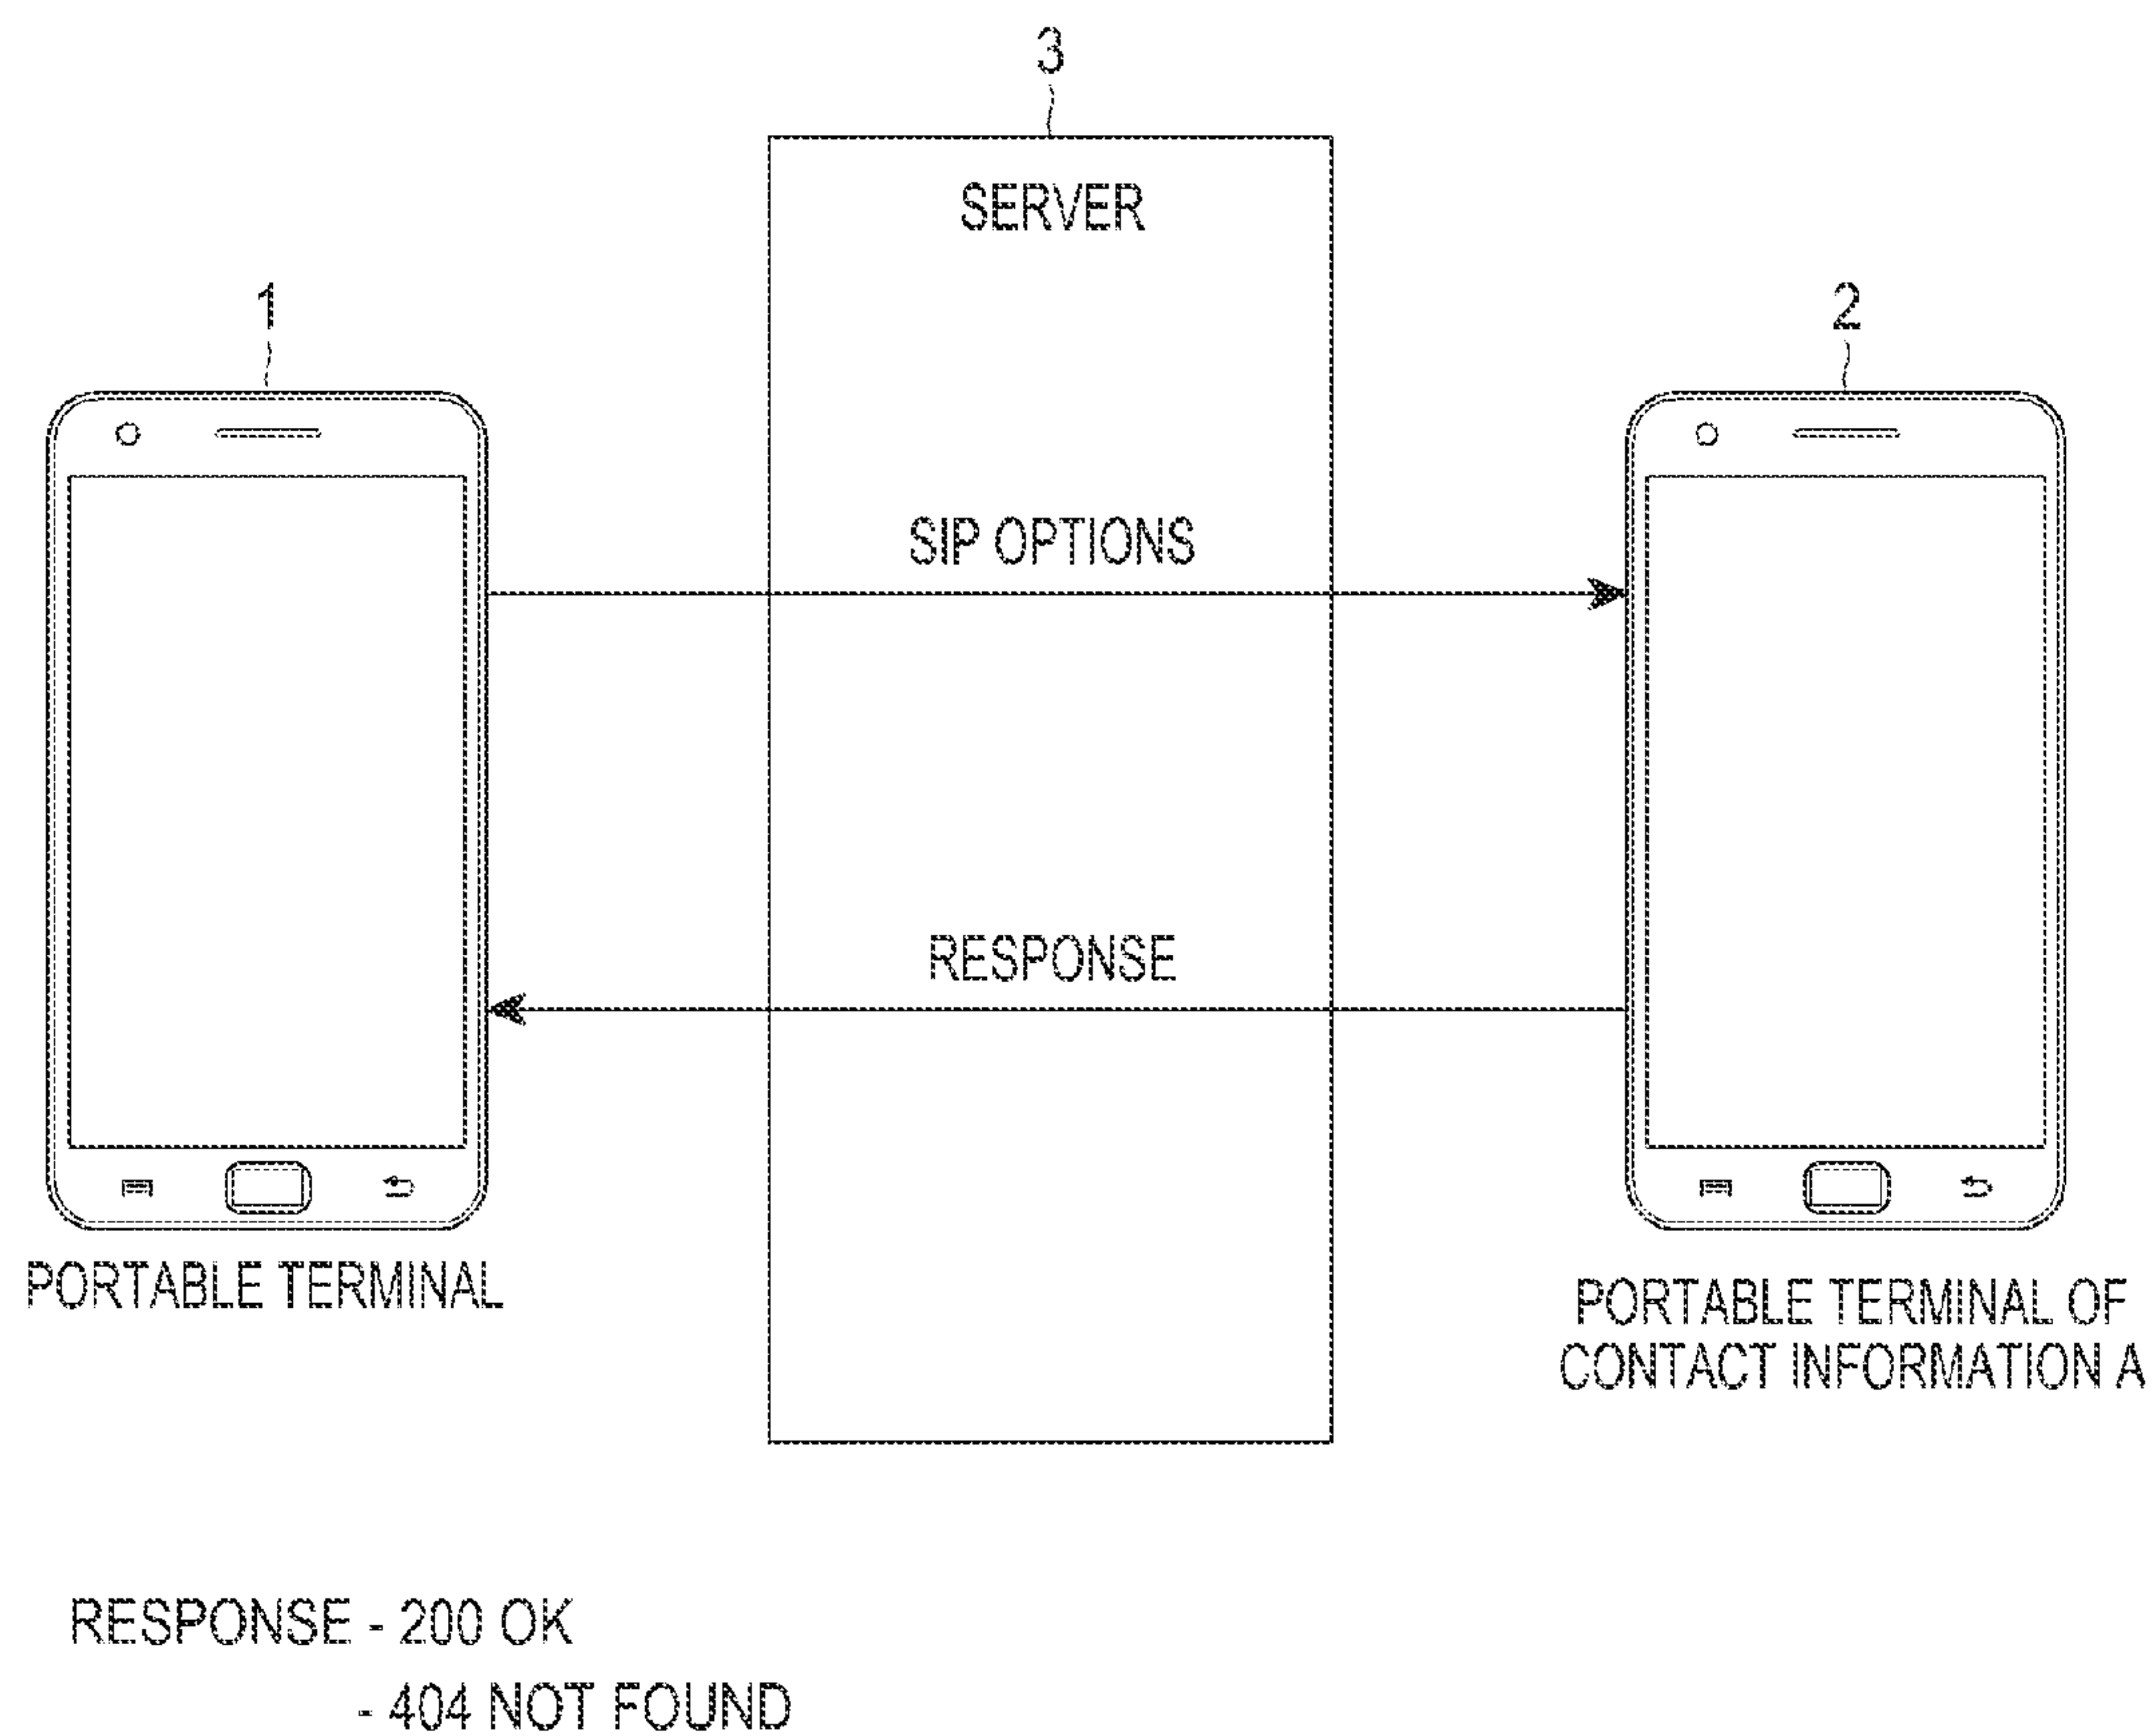 3
SERVER
1
2
SIP OPTIONS
RESPONSE
PORTABLE TERMINAL
PORTABLE TERMINAL OF
CONTACT INFORMATION A
RESPONSE - 200 OK
- 404 NOT FOUND